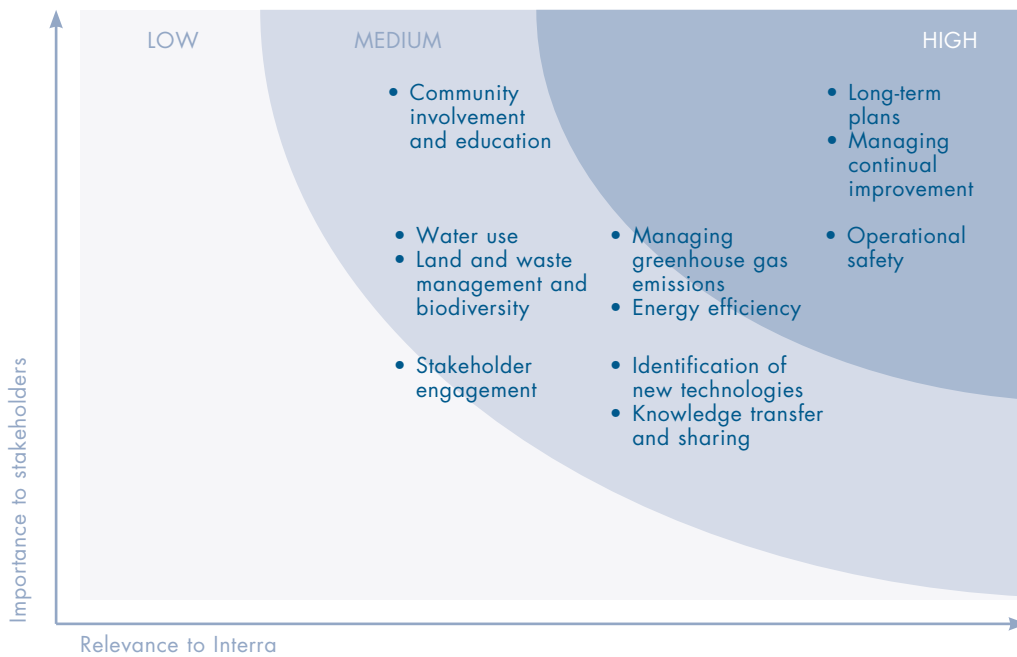 LOW
MEDIUM
HIGH
• Community
involvement
and education
• Long-term
plans
• Managing
continual
improvement
• Water use
• Land and waste
management and
biodiversity
• Managing
greenhouse gas
emissions
• Energy efficiency
• Operational
safety
• Stakeholder
engagement
• Identification of
new technologies
• Knowledge transfer
and sharing
Importance to stakeholders
Relevance to Interra